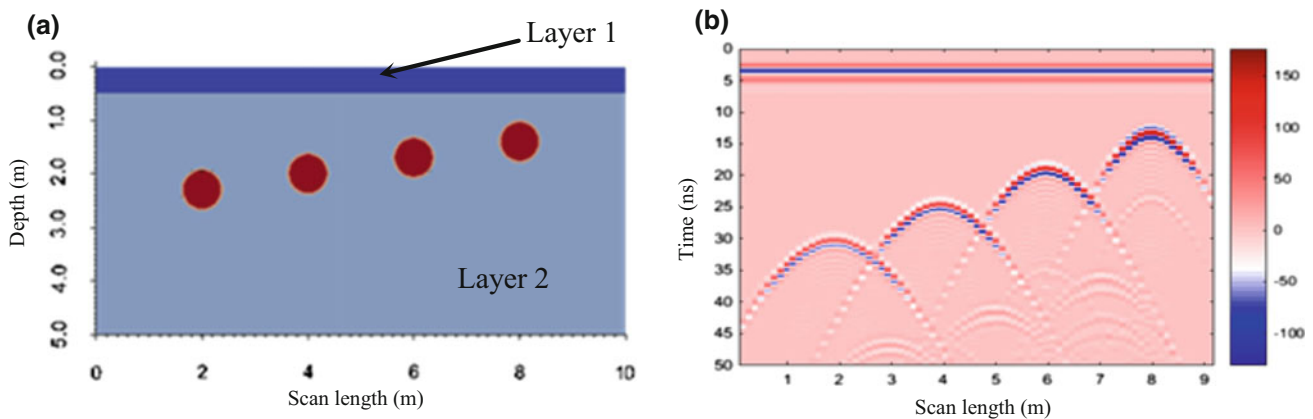 (a)
Layer 1
0.0
1.0
2.0
3.0
4.0
5.0
Depth (m)
Layer 2
0 2 4 6 8 10
Scan length (m)
(b)
0
5
10
15
20
25
30
35
40
45
50
Time (ns)
1 2 3 4 5 6 7 8 9
Scan length (m)
150
100
50
0
-50
-100